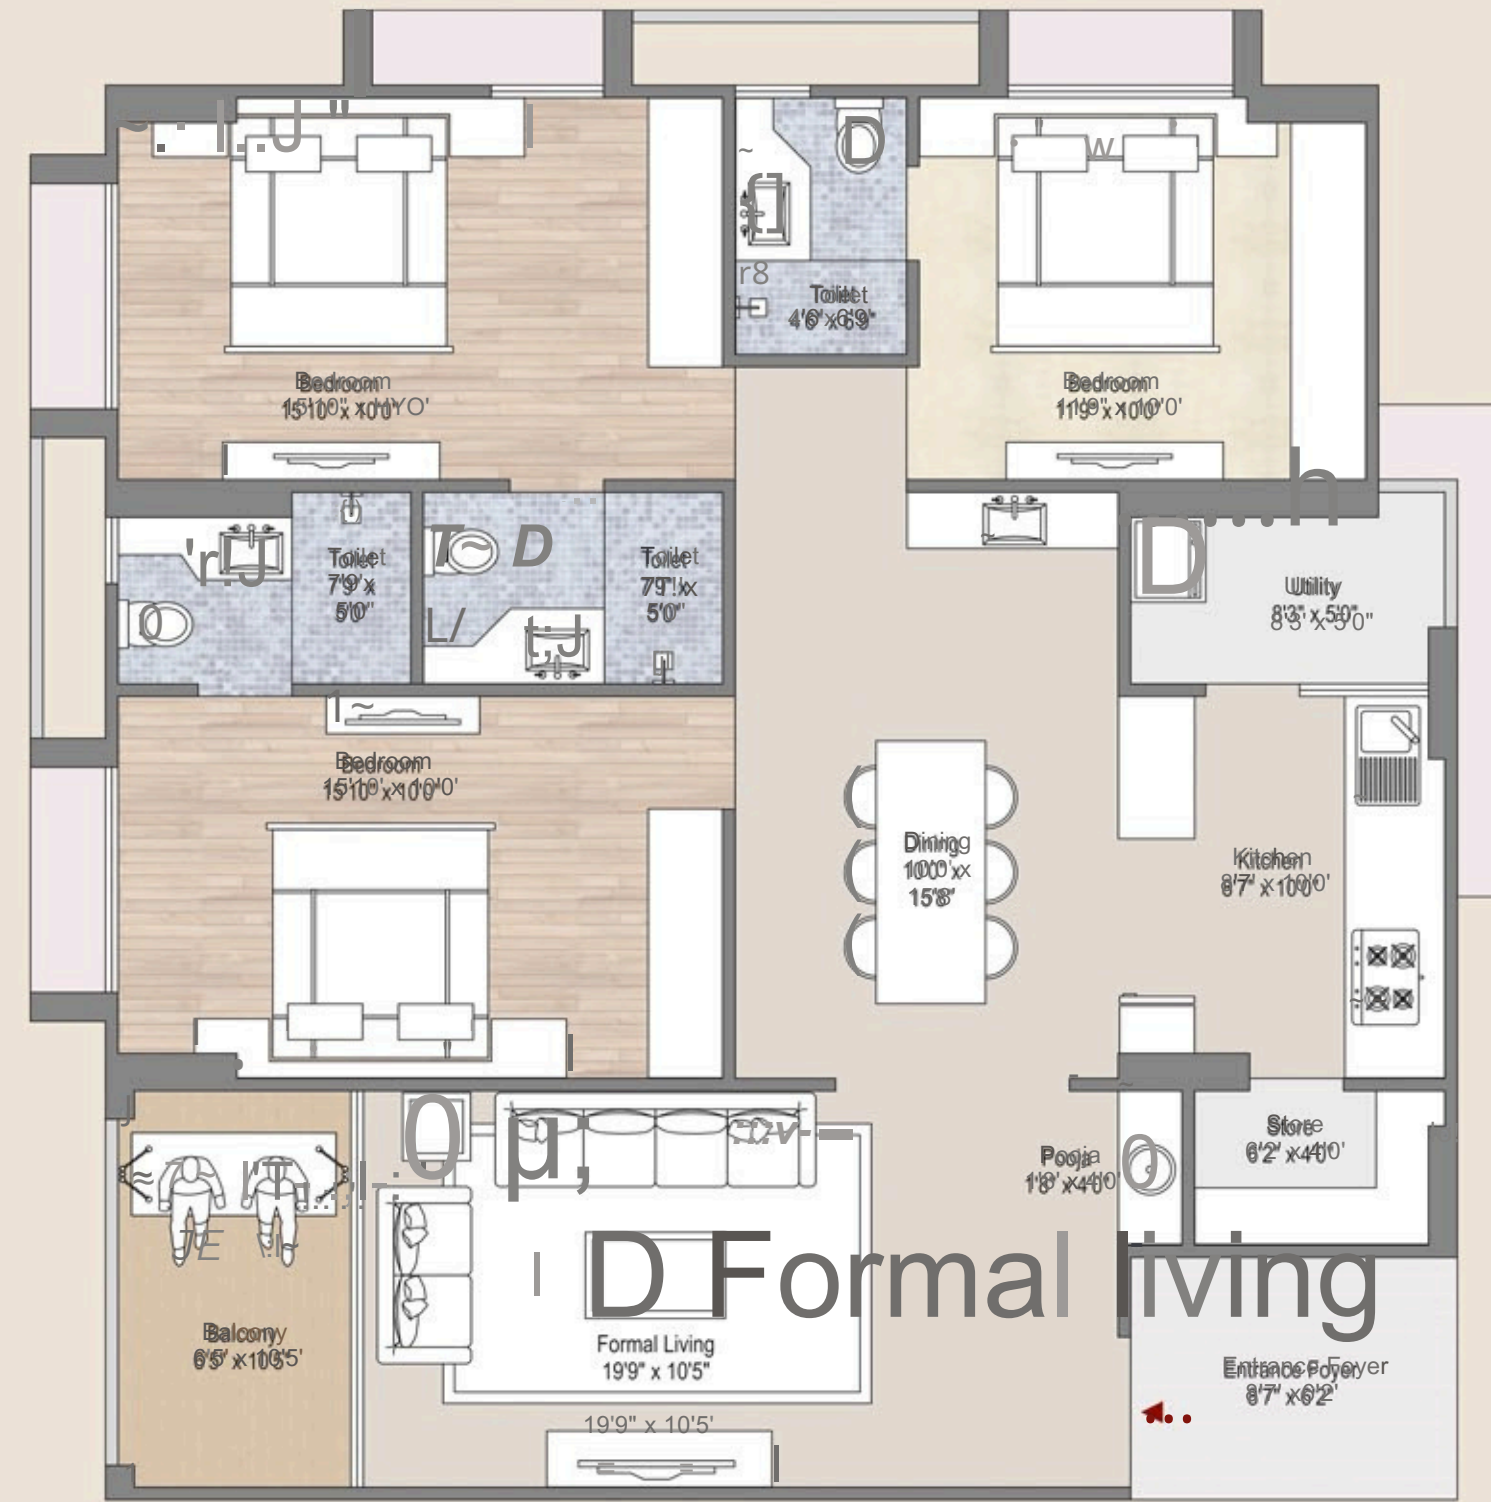 Toilet
4'6" x 6'9"
Bedroom
15'10" x 10'0"
Bedroom
11'9" x 10'0"
Toilet
7'9" x
5'0"
Toilet
7'9" x
5'0"
Utility
8'3" x 5'0"
Bedroom
15'10" x 10'0"
Dining
10'0" x
15'8"
Kitchen
8'7" x 10'0"
Store
6'2" x 4'0"
Pooja
1'8" x 4'0"
D Formal living
Balcony
6'5" x 10'5"
Formal Living
19'9" x 10'5"
Entrance Foyer
8'7" x 6'2"
19'9" x 10'5'